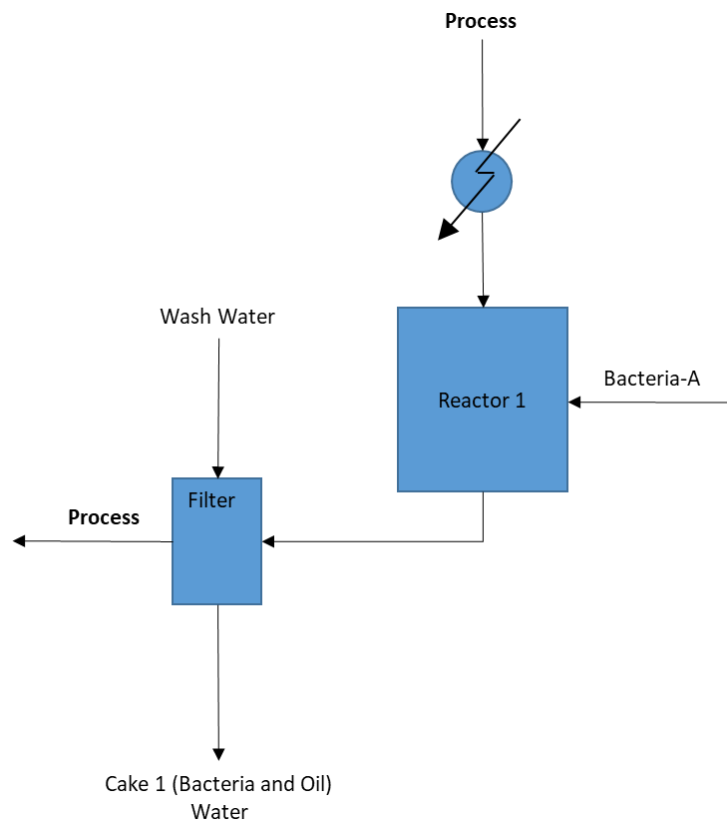 Process
Wash Water
Bacteria-A
Reactor 1
Filter
Process
Cake 1 (Bacteria and Oil)
Water